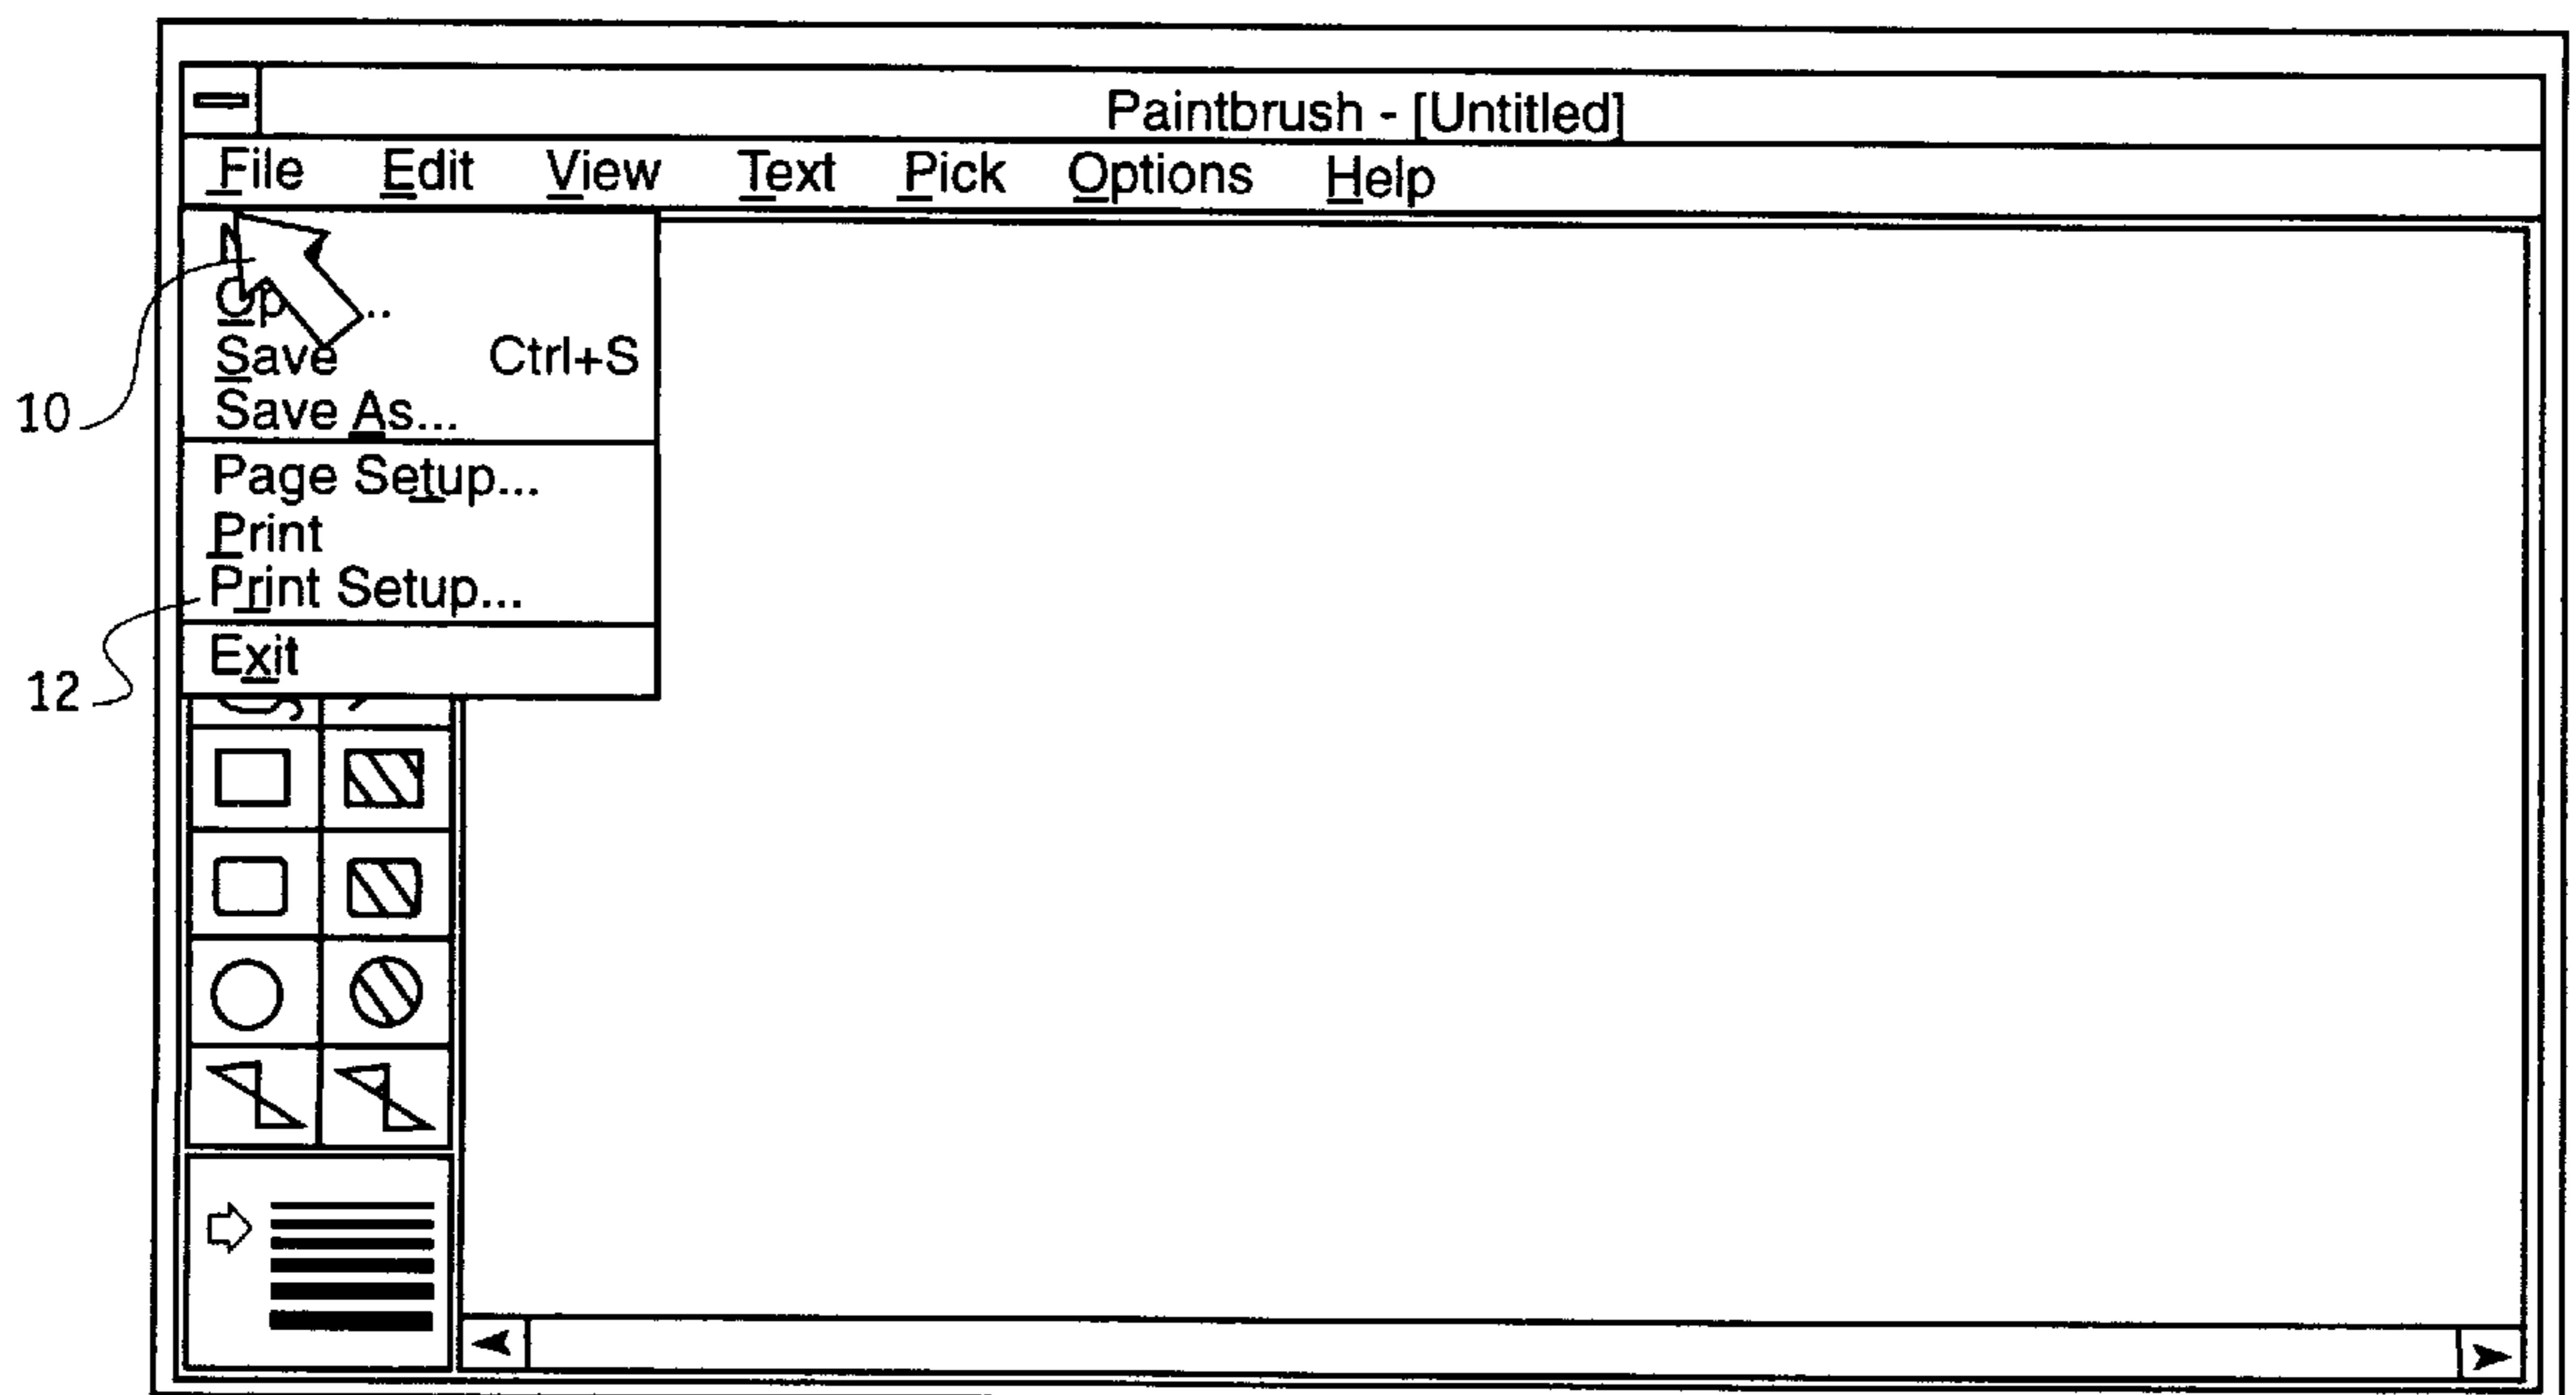 Paintbrush - [Untitled]
File Edit View Text Pick Options Help
Save Ctrl+S
Save As...
Page Setup...
Print
Print Setup...
Exit
10
12